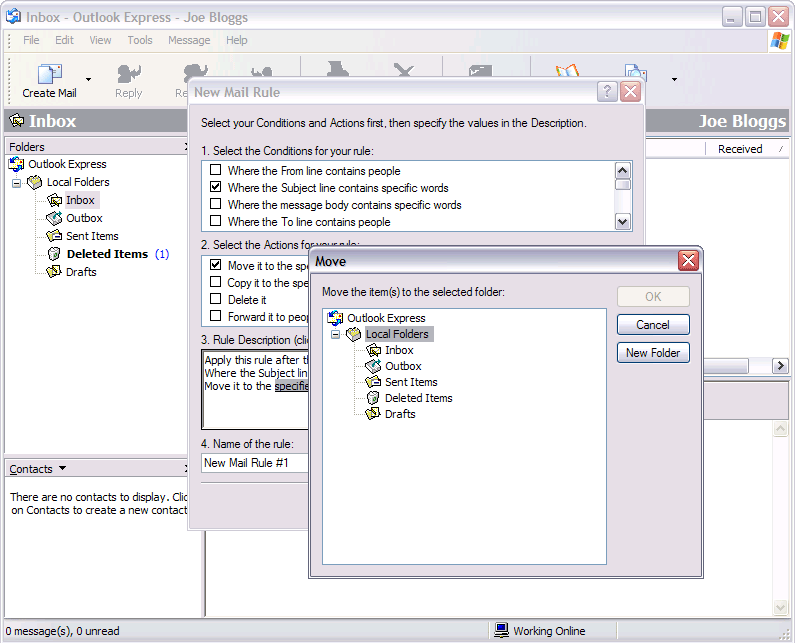 Inbox - Outlook Express - Joe Bloggs
File Edit View Tools Message Help
Create Mail Reply Re
Inbox
Joe Bloggs
Folders
Received
Outlook Express
Local Folders
Inbox
Outbox
Sent Items
Deleted Items (1)
Drafts
Contacts
There are no contacts to display. Clic
on Contacts to create a new contact
New Mail Rule
Select your Conditions and Actions first, then specify the values in the Description.
1. Select the Conditions for your rule:
Where the From line contains people
Where the Subject line contains specific words
Where the message body contains specific words
Where the To line contains people
2. Select the Actions for your rule:
Move it to the spe
Copy it to the spe
Delete it
Forward it to peop
3. Rule Description (clic
Apply this rule after th
Where the Subject lin
Move it to the specifie
4. Name of the rule:
New Mail Rule #1
Move
Move the item(s) to the selected folder:
OK
Cancel
New Folder
Outlook Express
Local Folders
Inbox
Outbox
Sent Items
Deleted Items
Drafts
0 message(s), 0 unread
Working Online